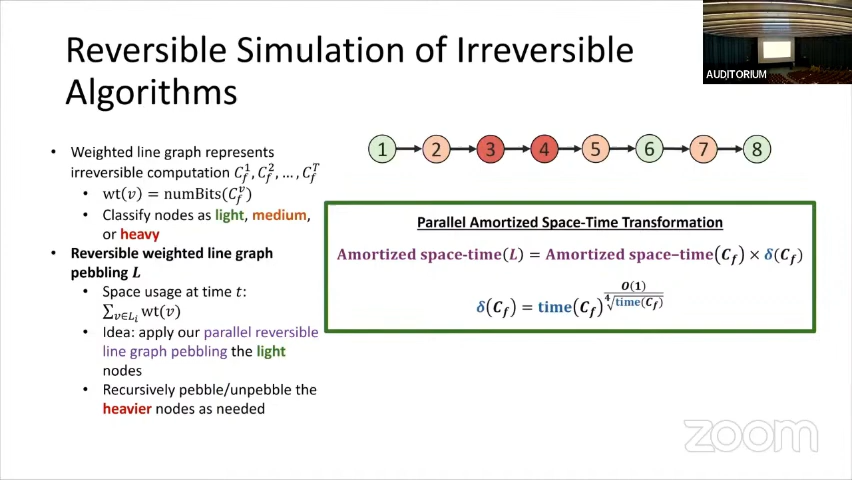 Reversible Simulation of Irreversible
Algorithms
AUDITORIUM
• Weighted line graph represents
irreversible computation C_f^1, C_f^2, …, C_f^T
• wt(v) = numBits(C_f^v)
• Classify nodes as light, medium,
or heavy
• Reversible weighted line graph
pebbling L
• Space usage at time t:
∑_{v∈L_i} wt(v)
• Idea: apply our parallel reversible
line graph pebbling the light
nodes
• Recursively pebble/unpebble the
heavier nodes as needed
1 2 3 4 5 6 7 8
Parallel Amortized Space-Time Transformation
Amortized space-time(L) = Amortized space−time(C_f) × δ(C_f)
δ(C_f) = time(C_f)^{O(1)/∜time(C_f)}
zoom